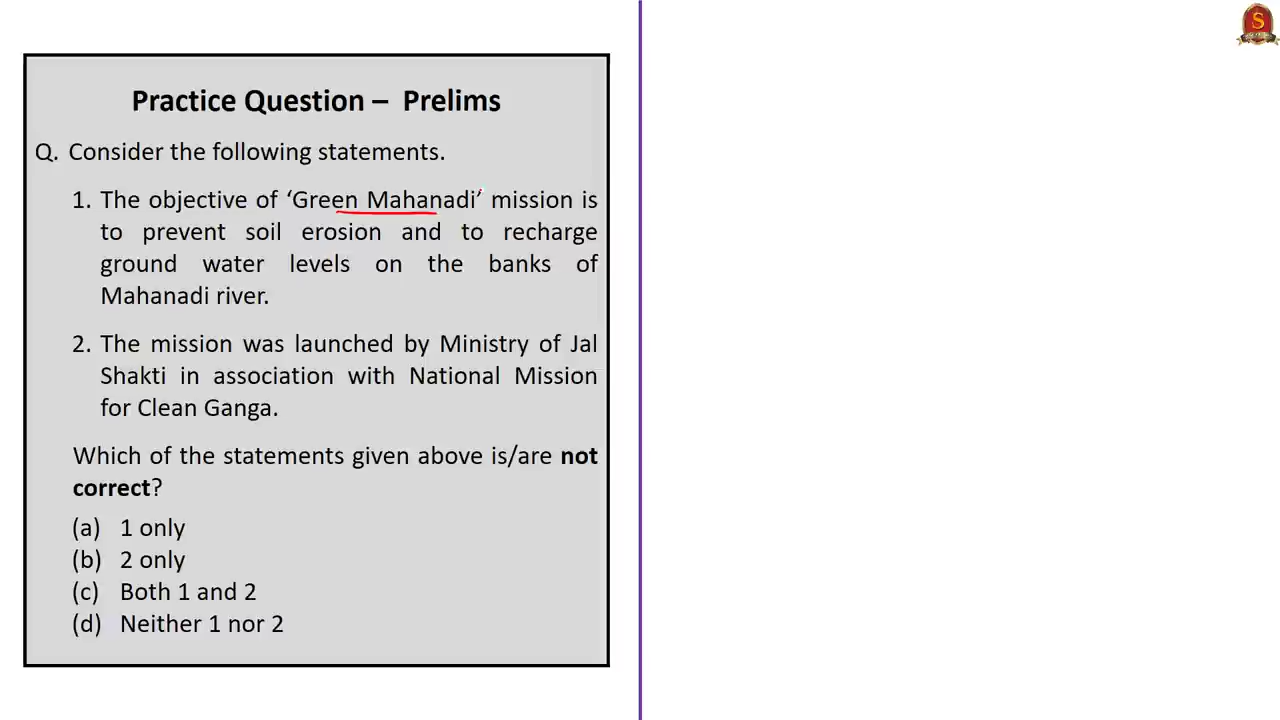 Practice Question – Prelims
Q. Consider the following statements.
1. The objective of ‘Green Mahanadi’ mission is
to prevent soil erosion and to recharge
ground water levels on the banks of
Mahanadi river.
2. The mission was launched by Ministry of Jal
Shakti in association with National Mission
for Clean Ganga.
Which of the statements given above is/are not
correct?
(a) 1 only
(b) 2 only
(c) Both 1 and 2
(d) Neither 1 nor 2
S